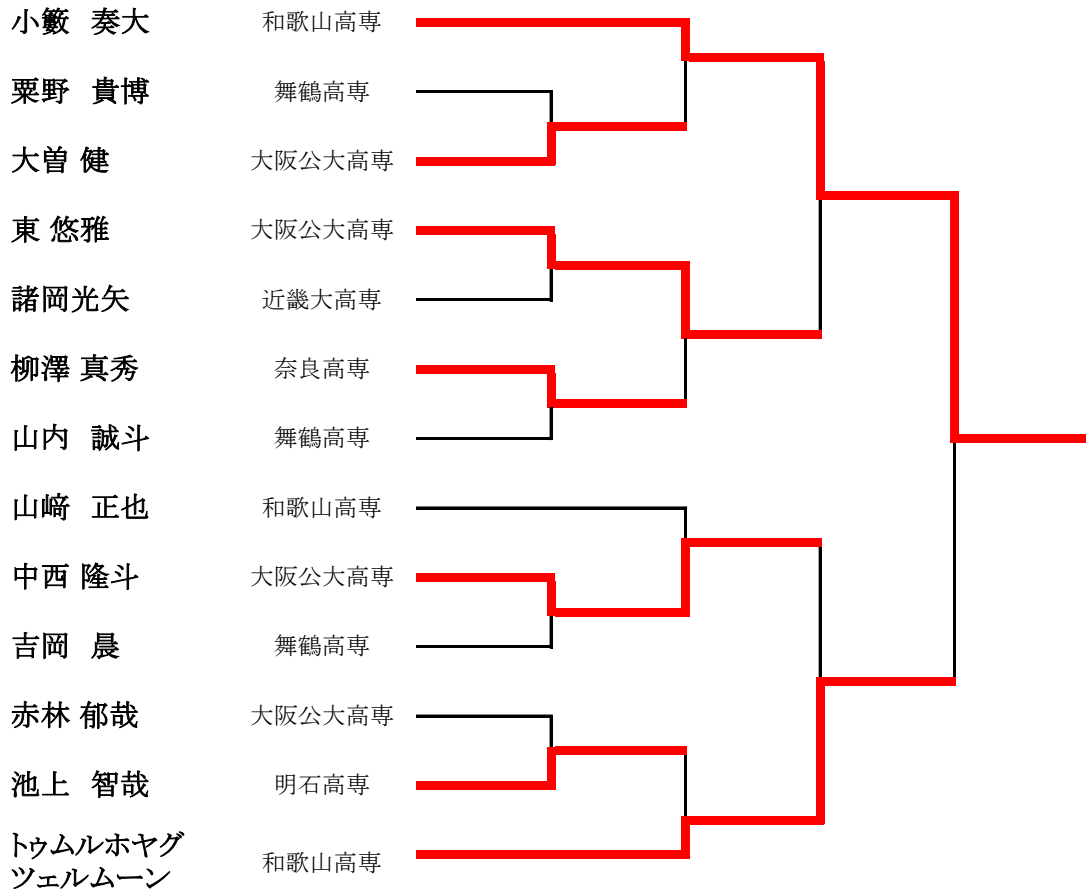 小籔　奏大 和歌山高専
粟野　貴博 舞鶴高専
大曽 健 大阪公大高専
東 悠雅 大阪公大高専
諸岡光矢 近畿大高専
柳澤 真秀 奈良高専
山内　誠斗 舞鶴高専
山﨑　正也 和歌山高専
中西 隆斗 大阪公大高専
吉岡　晨 舞鶴高専
赤林 郁哉 大阪公大高専
池上　智哉 明石高専
トゥムルホヤグ
ツェルムーン 和歌山高専